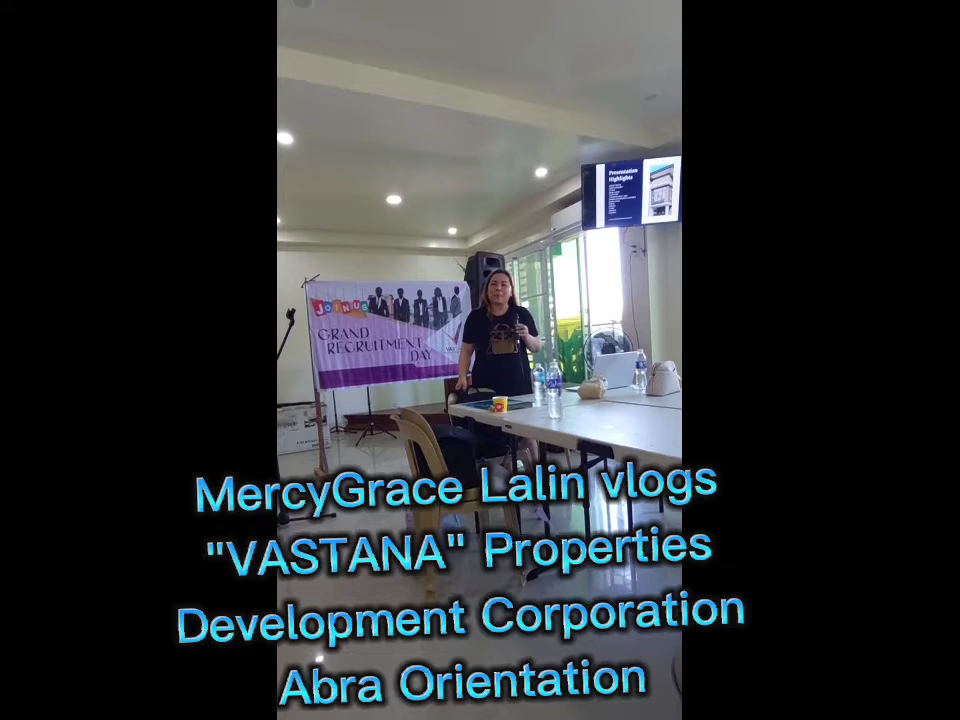 Presentation
Highlights
JOIN US
GRAND
RECRUITMENT
DAY
MercyGrace Lalin vlogs
"VASTANA" Properties
Development Corporation
Abra Orientation